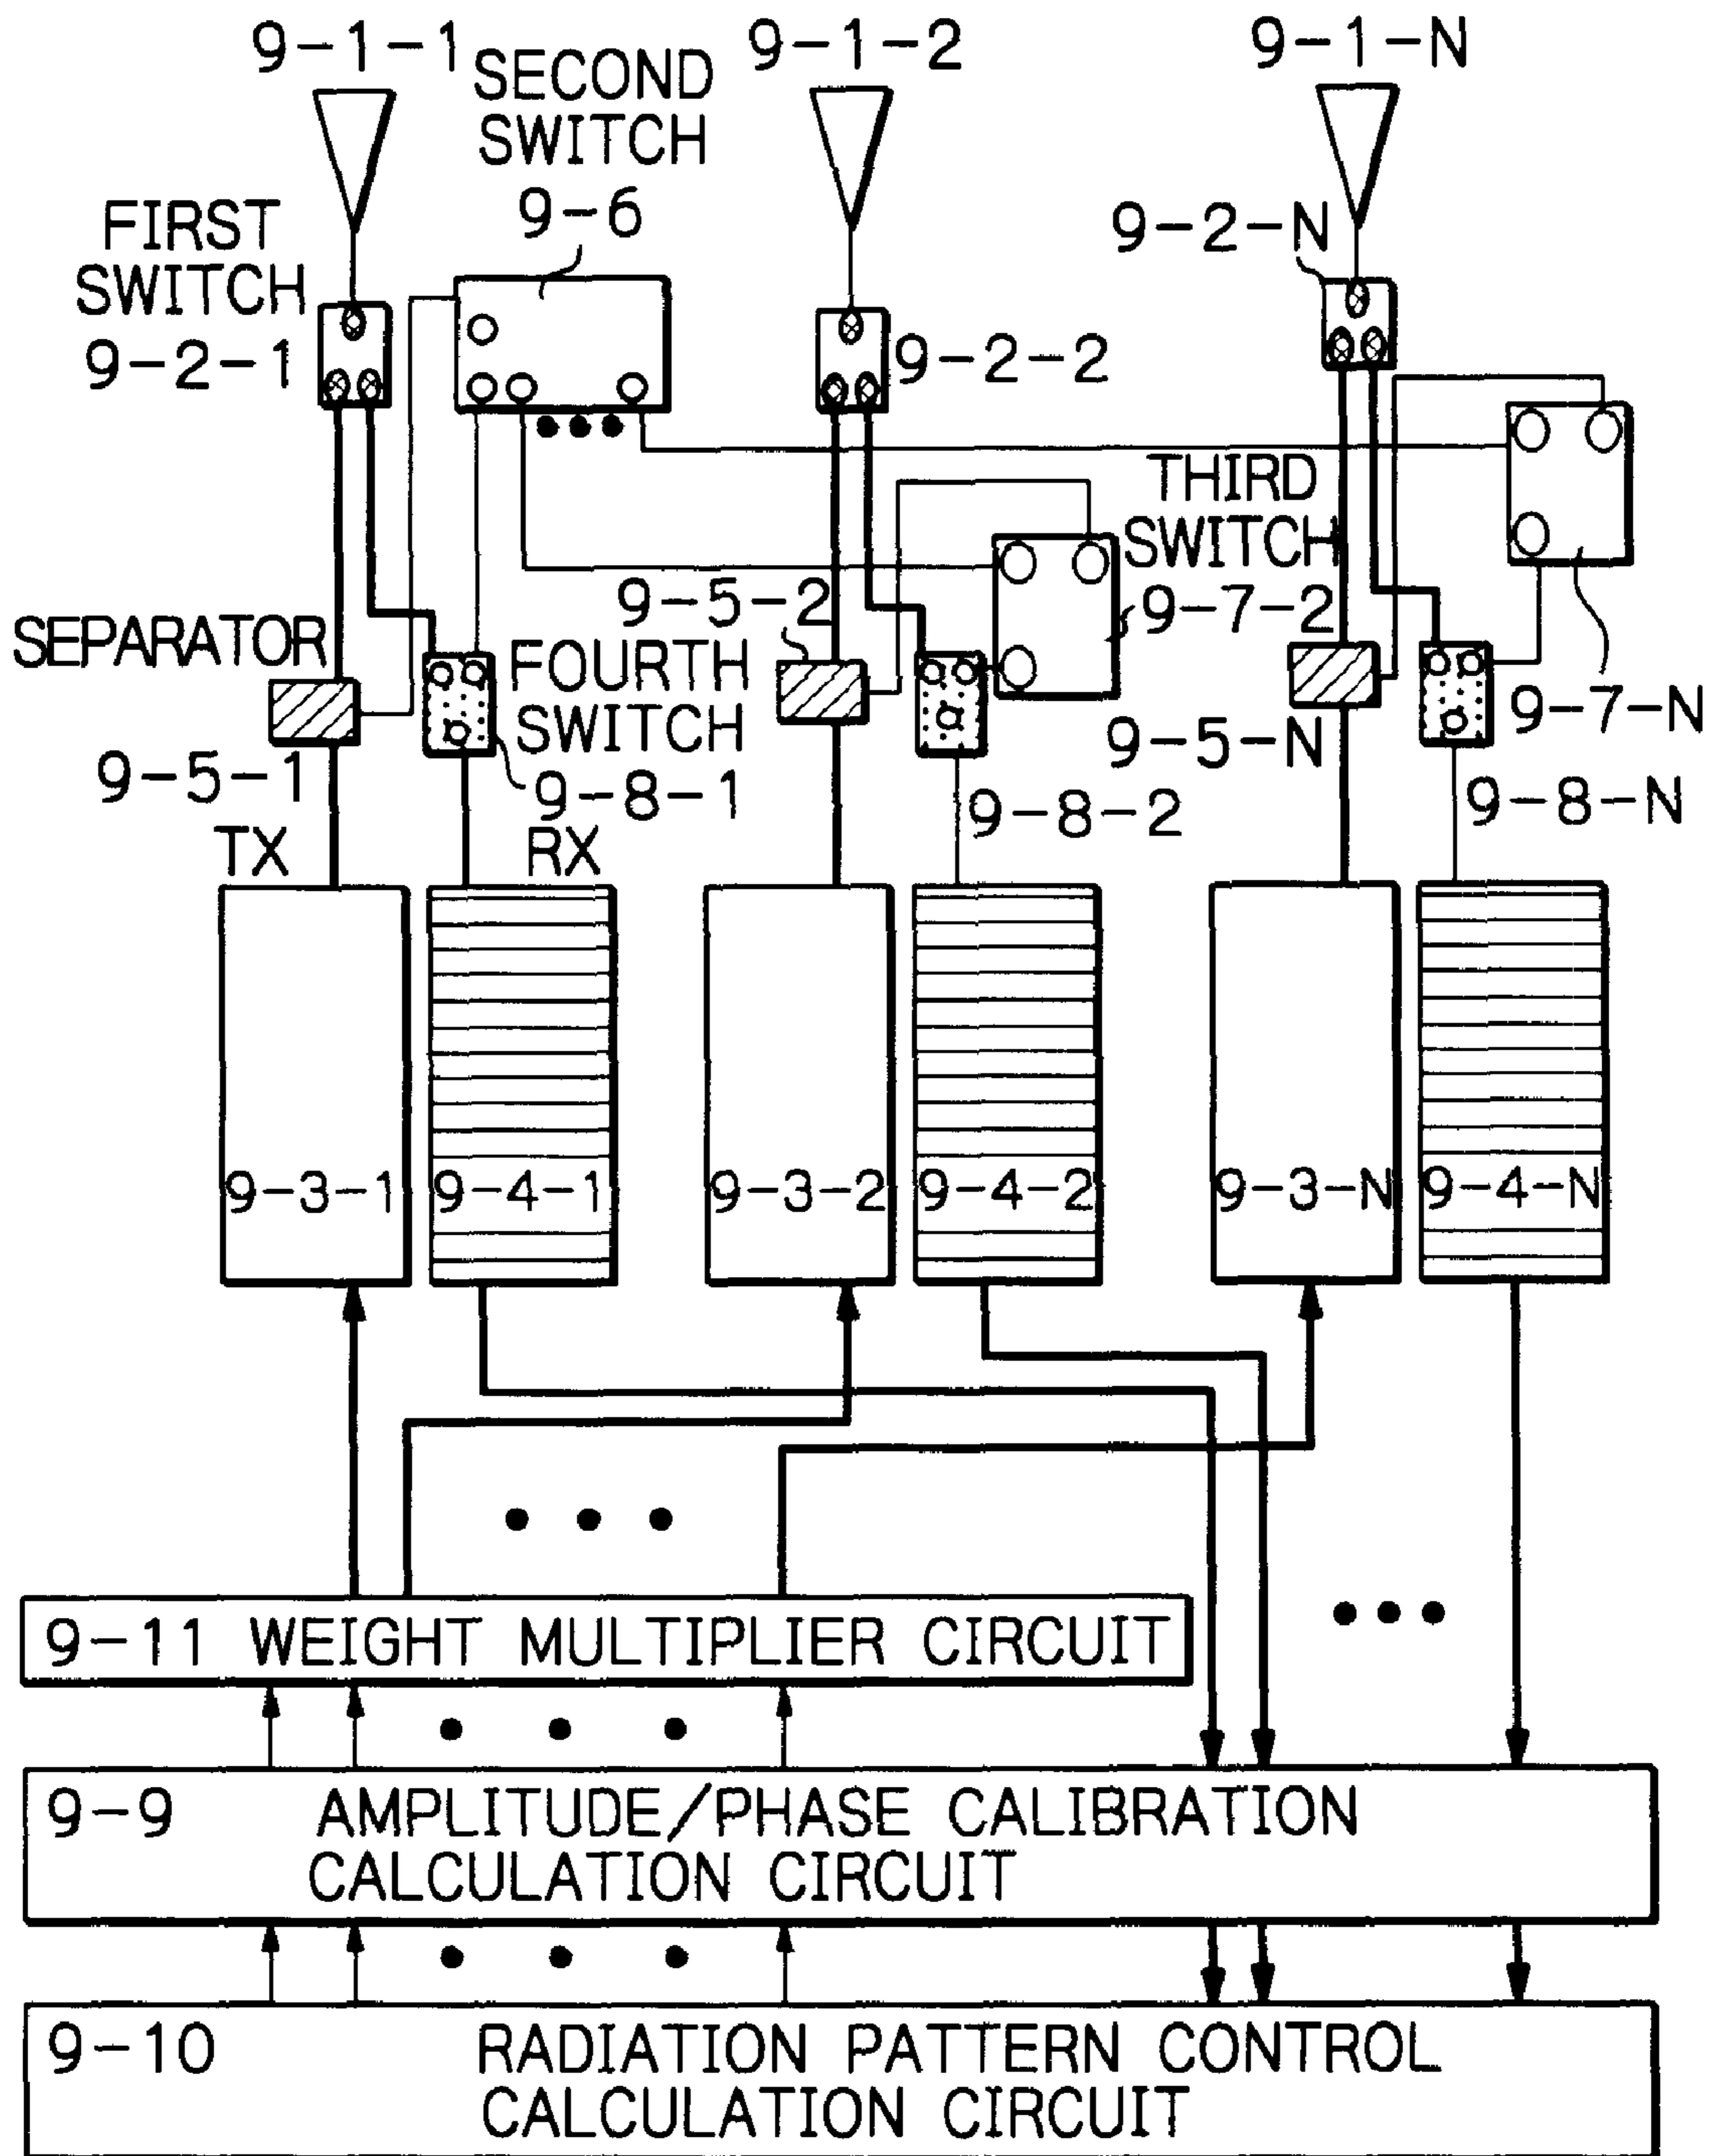 9-1-1
SECOND
SWITCH
9-6
9-1-2
9-1-N
FIRST
SWITCH
9-2-1
9-2-2
9-2-N
THIRD
SWITCH
9-7-2
9-7-N
SEPARATOR
9-5-1
9-5-2
9-5-N
FOURTH
SWITCH
9-8-1
9-8-2
9-8-N
TX
RX
9-3-1
9-4-1
9-3-2
9-4-2
9-3-N
9-4-N
9-11 WEIGHT MULTIPLIER CIRCUIT
9-9 AMPLITUDE/PHASE CALIBRATION
CALCULATION CIRCUIT
9-10 RADIATION PATTERN CONTROL
CALCULATION CIRCUIT